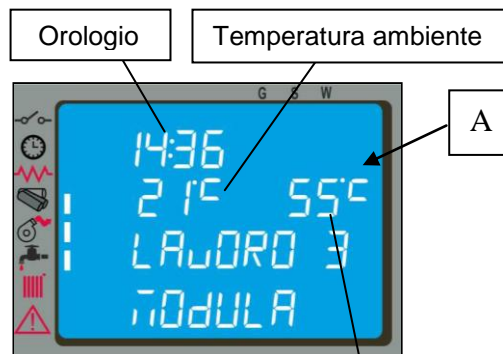 Orologio
Temperatura ambiente
G S W
A
14:36
21°C 55°C
LAVORO 3
MODULA